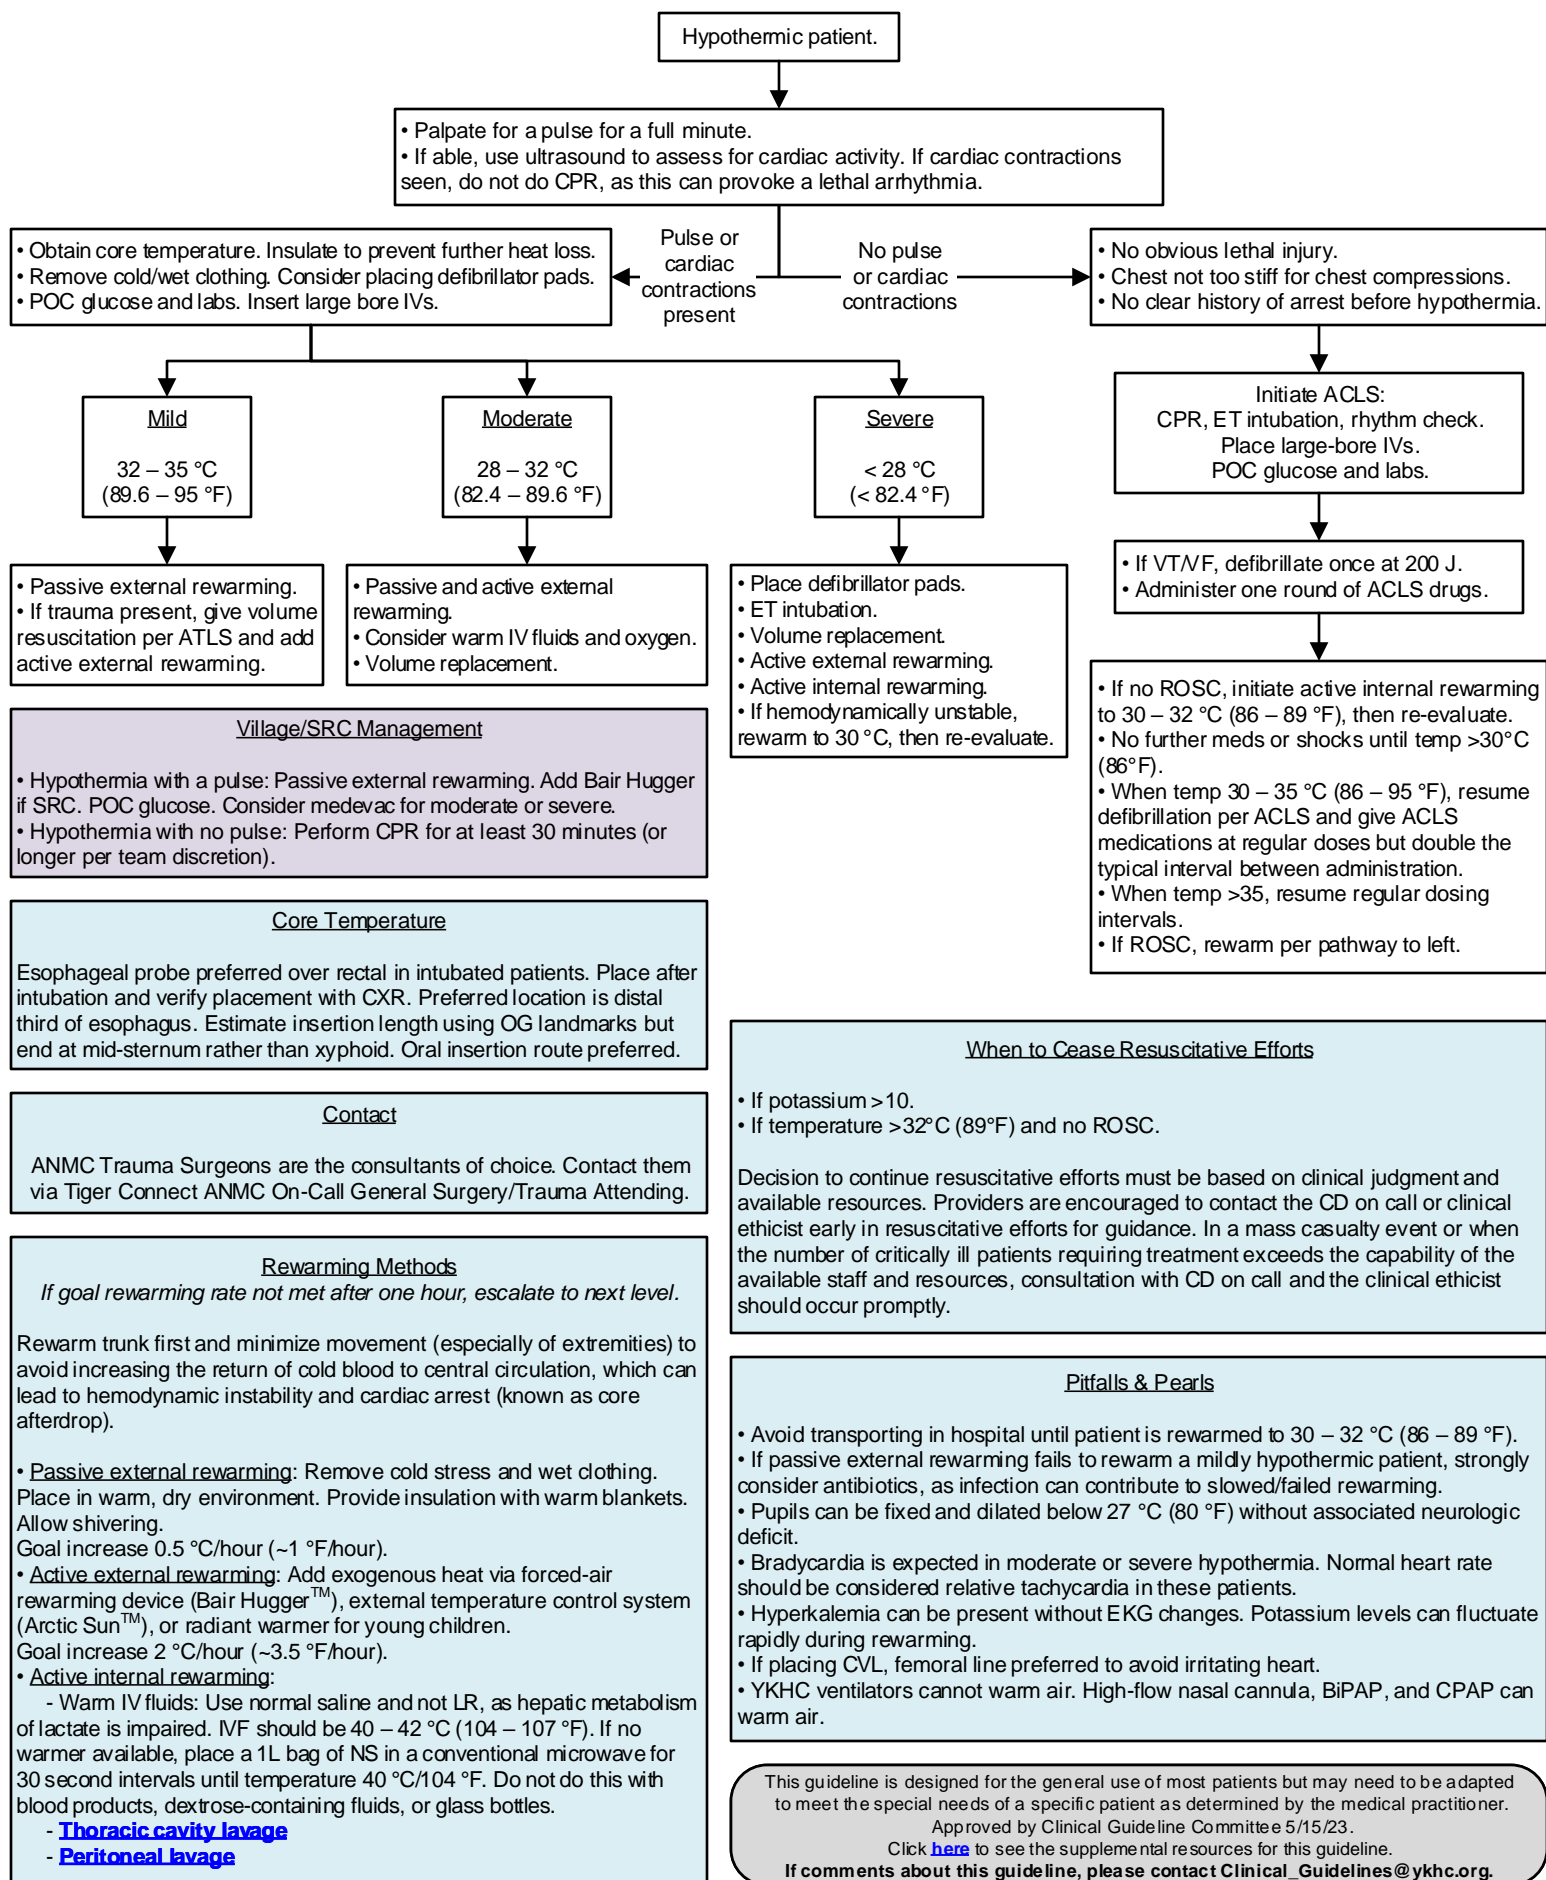 Hypothermic patient.
• Palpate for a pulse for a full minute.
• If able, use ultrasound to assess for cardiac activity. If cardiac contractions
seen, do not do CPR, as this can provoke a lethal arrhythmia.
Pulse or
cardiac
contractions
present
No pulse
or cardiac
contractions
• Obtain core temperature. Insulate to prevent further heat loss.
• Remove cold/wet clothing. Consider placing defibrillator pads.
• POC glucose and labs. Insert large bore IVs.
• No obvious lethal injury.
• Chest not too stiff for chest compressions.
• No clear history of arrest before hypothermia.
Mild
32 – 35 °C
(89.6 – 95 °F)
Moderate
28 – 32 °C
(82.4 – 89.6 °F)
Severe
< 28 °C
(< 82.4 °F)
Initiate ACLS:
CPR, ET intubation, rhythm check.
Place large-bore IVs.
POC glucose and labs.
• Passive external rewarming.
• If trauma present, give volume
resuscitation per ATLS and add
active external rewarming.
• Passive and active external
rewarming.
• Consider warm IV fluids and oxygen.
• Volume replacement.
• Place defibrillator pads.
• ET intubation.
• Volume replacement.
• Active external rewarming.
• Active internal rewarming.
• If hemodynamically unstable,
rewarm to 30 °C, then re-evaluate.
• If VT/VF, defibrillate once at 200 J.
• Administer one round of ACLS drugs.
• If no ROSC, initiate active internal rewarming
to 30 – 32 °C (86 – 89 °F), then re-evaluate.
• No further meds or shocks until temp >30°C
(86°F).
• When temp 30 – 35 °C (86 – 95 °F), resume
defibrillation per ACLS and give ACLS
medications at regular doses but double the
typical interval between administration.
• When temp >35, resume regular dosing
intervals.
• If ROSC, rewarm per pathway to left.
Village/SRC Management
• Hypothermia with a pulse: Passive external rewarming. Add Bair Hugger
if SRC. POC glucose. Consider medevac for moderate or severe.
• Hypothermia with no pulse: Perform CPR for at least 30 minutes (or
longer per team discretion).
Core Temperature
Esophageal probe preferred over rectal in intubated patients. Place after
intubation and verify placement with CXR. Preferred location is distal
third of esophagus. Estimate insertion length using OG landmarks but
end at mid-sternum rather than xyphoid. Oral insertion route preferred.
Contact
ANMC Trauma Surgeons are the consultants of choice. Contact them
via Tiger Connect ANMC On-Call General Surgery/Trauma Attending.
Rewarming Methods
If goal rewarming rate not met after one hour, escalate to next level.
Rewarm trunk first and minimize movement (especially of extremities) to
avoid increasing the return of cold blood to central circulation, which can
lead to hemodynamic instability and cardiac arrest (known as core
afterdrop).
• Passive external rewarming: Remove cold stress and wet clothing.
Place in warm, dry environment. Provide insulation with warm blankets.
Allow shivering.
Goal increase 0.5 °C/hour (~1 °F/hour).
• Active external rewarming: Add exogenous heat via forced-air
rewarming device (Bair Hugger™), external temperature control system
(Arctic Sun™), or radiant warmer for young children.
Goal increase 2 °C/hour (~3.5 °F/hour).
• Active internal rewarming:
- Warm IV fluids: Use normal saline and not LR, as hepatic metabolism
of lactate is impaired. IVF should be 40 – 42 °C (104 – 107 °F). If no
warmer available, place a 1L bag of NS in a conventional microwave for
30 second intervals until temperature 40 °C/104 °F. Do not do this with
blood products, dextrose-containing fluids, or glass bottles.
- Thoracic cavity lavage
- Peritoneal lavage
When to Cease Resuscitative Efforts
• If potassium >10.
• If temperature >32°C (89°F) and no ROSC.
Decision to continue resuscitative efforts must be based on clinical judgment and
available resources. Providers are encouraged to contact the CD on call or clinical
ethicist early in resuscitative efforts for guidance. In a mass casualty event or when
the number of critically ill patients requiring treatment exceeds the capability of the
available staff and resources, consultation with CD on call and the clinical ethicist
should occur promptly.
Pitfalls & Pearls
• Avoid transporting in hospital until patient is rewarmed to 30 – 32 °C (86 – 89 °F).
• If passive external rewarming fails to rewarm a mildly hypothermic patient, strongly
consider antibiotics, as infection can contribute to slowed/failed rewarming.
• Pupils can be fixed and dilated below 27 °C (80 °F) without associated neurologic
deficit.
• Bradycardia is expected in moderate or severe hypothermia. Normal heart rate
should be considered relative tachycardia in these patients.
• Hyperkalemia can be present without EKG changes. Potassium levels can fluctuate
rapidly during rewarming.
• If placing CVL, femoral line preferred to avoid irritating heart.
• YKHC ventilators cannot warm air. High-flow nasal cannula, BiPAP, and CPAP can
warm air.
This guideline is designed for the general use of most patients but may need to be adapted
to meet the special needs of a specific patient as determined by the medical practitioner.
Approved by Clinical Guideline Committee 5/15/23.
Click here to see the supplemental resources for this guideline.
If comments about this guideline, please contact Clinical_Guidelines@ykhc.org.